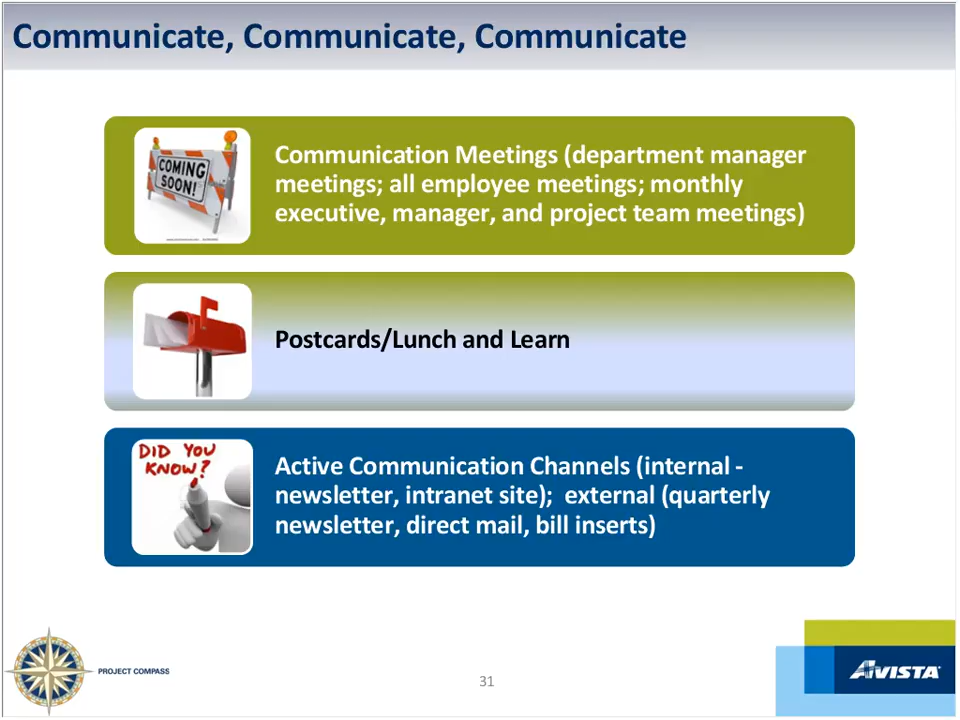 Communicate, Communicate, Communicate
COMING
SOON!
Communication Meetings (department manager
meetings; all employee meetings; monthly
executive, manager, and project team meetings)
Postcards/Lunch and Learn
DID YOU
KNOW?
Active Communication Channels (internal -
newsletter, intranet site);  external (quarterly
newsletter, direct mail, bill inserts)
PROJECT COMPASS
31
AVISTA